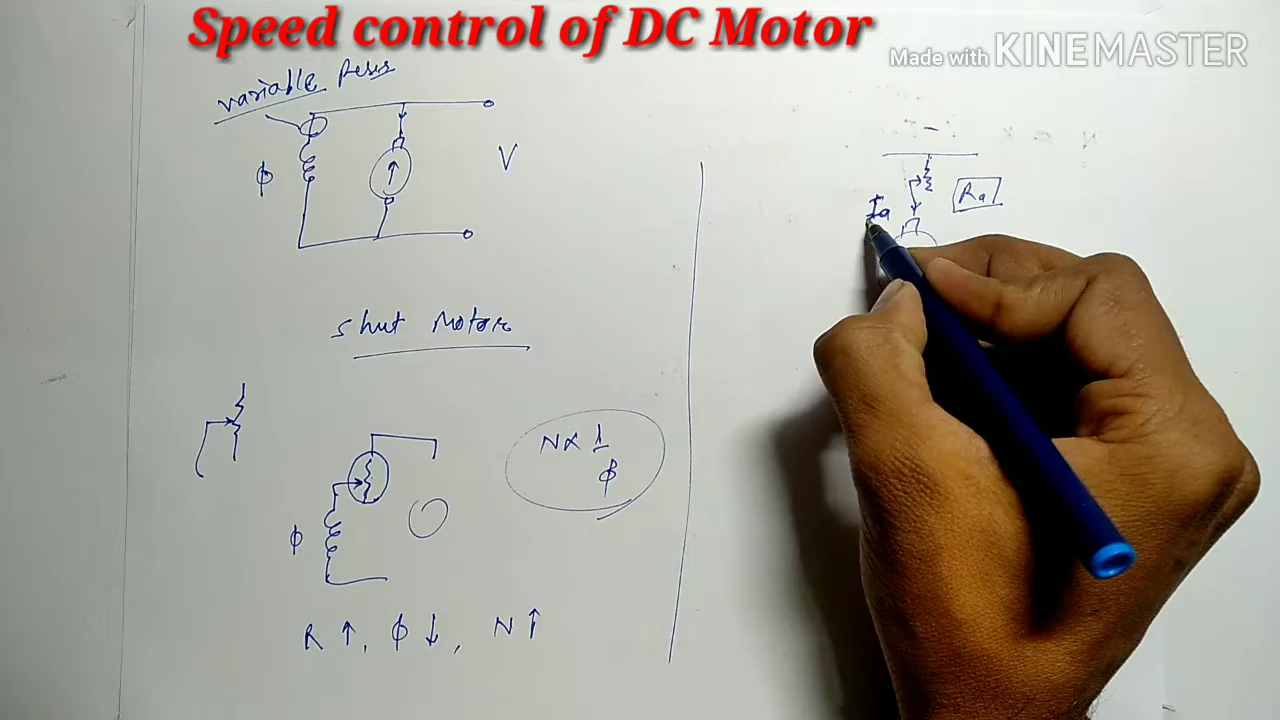 Speed control of DC Motor
Made with KINEMASTER
variable Resis
ϕ
V
Shut Motor
N ∝ 1/ϕ
ϕ
R ↑, ϕ ↓, N ↑
Ra
Ia